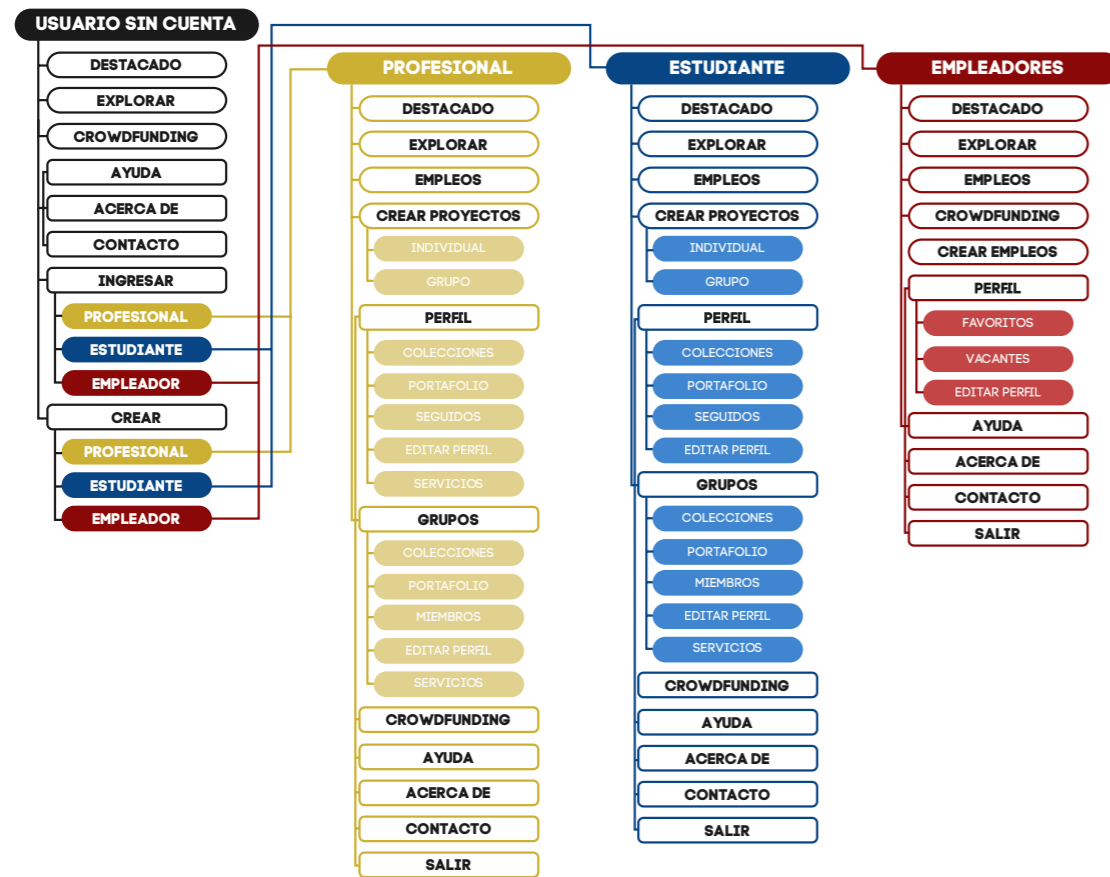 USUARIO SIN CUENTA
DESTACADO
EXPLORAR
CROWDFUNDING
AYUDA
ACERCA DE
CONTACTO
INGRESAR
PROFESIONAL
ESTUDIANTE
EMPLEADOR
CREAR
PROFESIONAL
ESTUDIANTE
EMPLEADOR
PROFESIONAL
DESTACADO
EXPLORAR
EMPLEOS
CREAR PROYECTOS
INDIVIDUAL
GRUPO
PERFIL
COLECCIONES
PORTAFOLIO
SEGUIDOS
EDITAR PERFIL
SERVICIOS
GRUPOS
COLECCIONES
PORTAFOLIO
MIEMBROS
EDITAR PERFIL
SERVICIOS
CROWDFUNDING
AYUDA
ACERCA DE
CONTACTO
SALIR
ESTUDIANTE
DESTACADO
EXPLORAR
EMPLEOS
CREAR PROYECTOS
INDIVIDUAL
GRUPO
PERFIL
COLECCIONES
PORTAFOLIO
SEGUIDOS
EDITAR PERFIL
GRUPOS
COLECCIONES
PORTAFOLIO
MIEMBROS
EDITAR PERFIL
SERVICIOS
CROWDFUNDING
AYUDA
ACERCA DE
CONTACTO
SALIR
EMPLEADORES
DESTACADO
EXPLORAR
EMPLEOS
CROWDFUNDING
CREAR EMPLEOS
PERFIL
FAVORITOS
VACANTES
EDITAR PERFIL
AYUDA
ACERCA DE
CONTACTO
SALIR